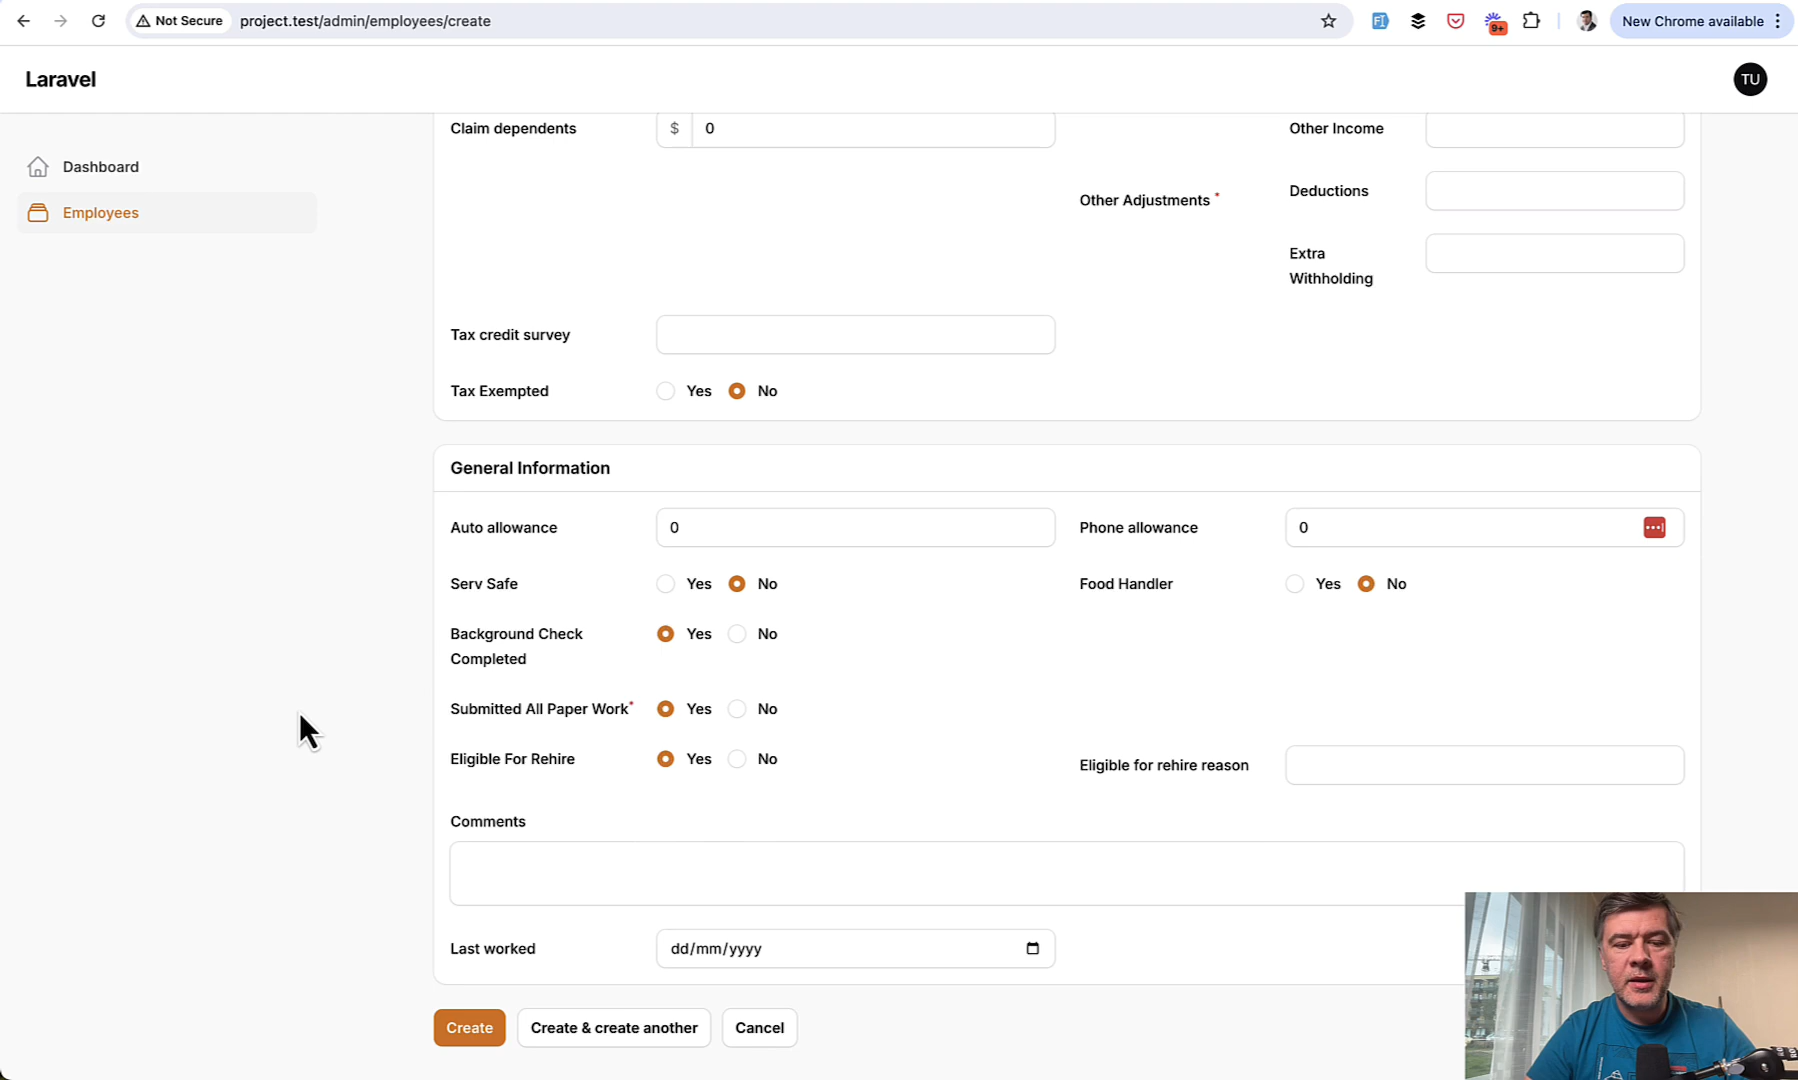 Not Secure project.test/admin/employees/create
9+
New Chrome available
Laravel
TU
Dashboard
Employees
Claim dependents $ 0 Other Income
Other Adjustments * Deductions
Extra
Withholding
Tax credit survey
Tax Exempted Yes No
General Information
Auto allowance 0 Phone allowance 0
Serv Safe Yes No Food Handler Yes No
Background Check
Completed Yes No
Submitted All Paper Work* Yes No
Eligible For Rehire Yes No Eligible for rehire reason
Comments
Last worked dd/mm/yyyy
Create Create & create another Cancel